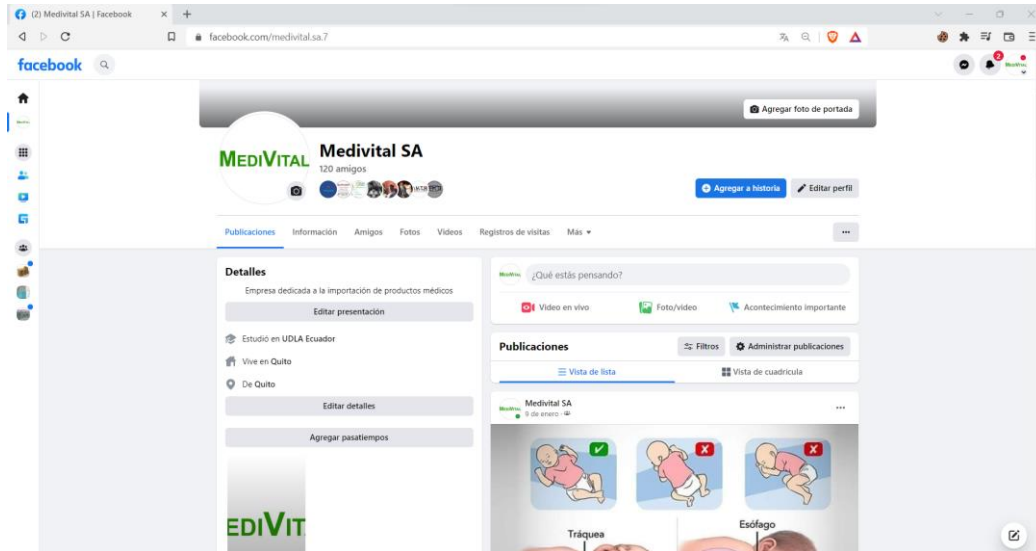 (2) Medivital SA | Facebook
facebook.com/medivital.sa.7
facebook
2
MEDIVITAL
Agregar foto de portada
MEDIVITAL
Medivital SA
120 amigos
Agregar a historia
Editar perfil
Publicaciones Información Amigos Fotos Videos Registros de visitas Más
Detalles
Empresa dedicada a la importación de productos médicos
Editar presentación
Estudió en UDLA Ecuador
Vive en Quito
De Quito
Editar detalles
Agregar pasatiempos
EDIVIT
MEDIVITAL
¿Qué estás pensando?
Video en vivo Foto/video Acontecimiento importante
Publicaciones
Filtros Administrar publicaciones
Vista de lista Vista de cuadrícula
MEDIVITAL
Medivital SA
9 de enero
Tráquea
Esófago